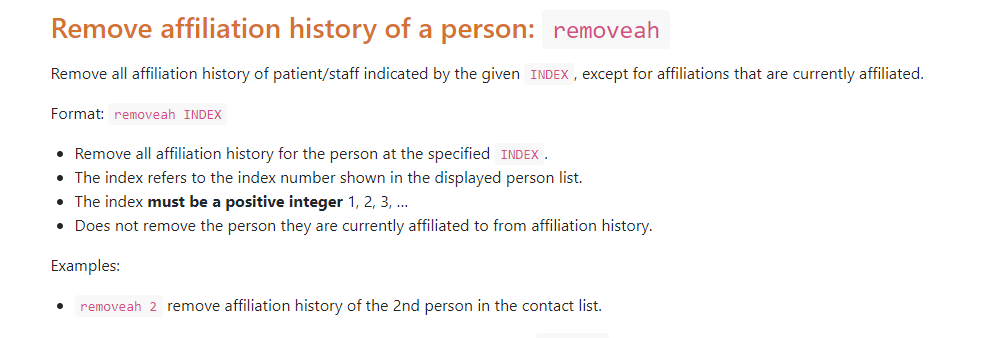 Remove affiliation history of a person: removeah
Remove all affiliation history of patient/staff indicated by the given INDEX , except for affiliations that are currently affiliated.
Format: removeah INDEX
• Remove all affiliation history for the person at the specified INDEX .
• The index refers to the index number shown in the displayed person list.
• The index must be a positive integer 1, 2, 3, …
• Does not remove the person they are currently affiliated to from affiliation history.
Examples:
• removeah 2 remove affiliation history of the 2nd person in the contact list.